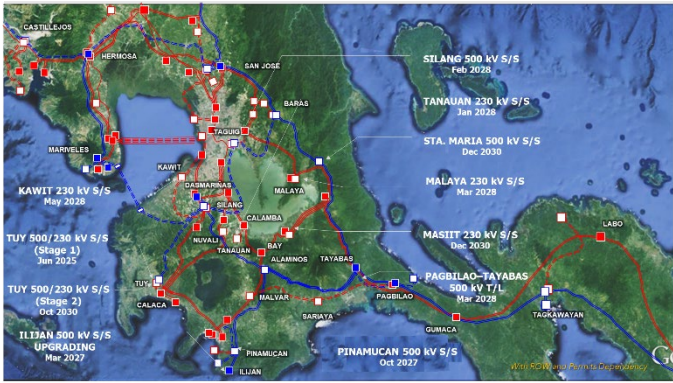 CASTILLEJOS
HERMOSA
SAN JOSE
SILANG 500 kV S/S
Feb 2028
BARAS
TANAUAN 230 kV S/S
Jan 2028
TAGUIG
STA. MARIA 500 kV S/S
Dec 2030
MARIVELES
KAWIT
MALAYA
MALAYA 230 kV S/S
Mar 2028
DASMARINAS
KAWIT 230 kV S/S
May 2028
SILANG
CALAMBA
LABO
MASIIT 230 kV S/S
Dec 2030
NUVALI
TANAUAN
BAY
TUY 500/230 kV S/S
(Stage 1)
Jun 2025
ALAMINOS
TAYABAS
PAGBILAO–TAYABAS
500 kV T/L
Mar 2028
TUY
TUY 500/230 kV S/S
(Stage 2)
Oct 2030
CALACA
MALVAR
PAGBILAO
SARIAYA
TAGKAWAYAN
GUMACA
ILIJAN 500 kV S/S
UPGRADING
Mar 2027
PINAMUCAN
PINAMUCAN 500 kV S/S
Oct 2027
ILIJAN
With ROW and Permits Dependency
Go